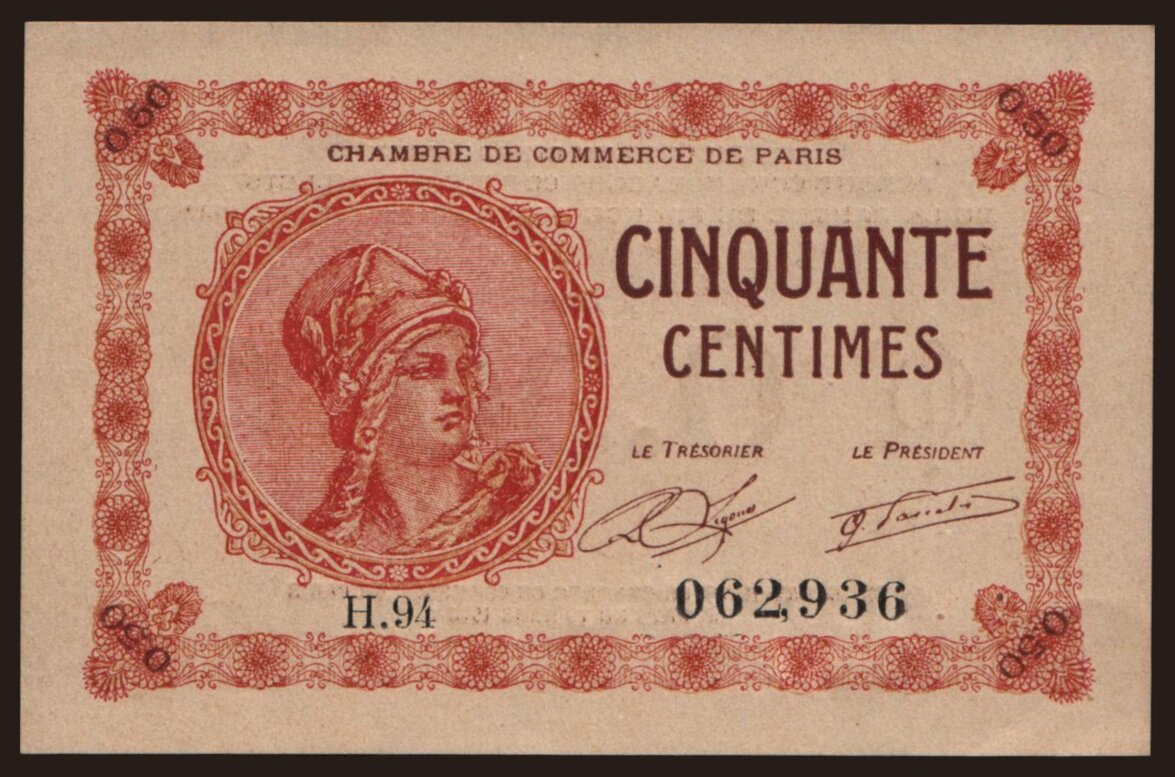 0.50
0.50
CHAMBRE DE COMMERCE DE PARIS
CINQUANTE
CENTIMES
LE TRÉSORIER LE PRÉSIDENT
H.94 062,936
0.50
0.50